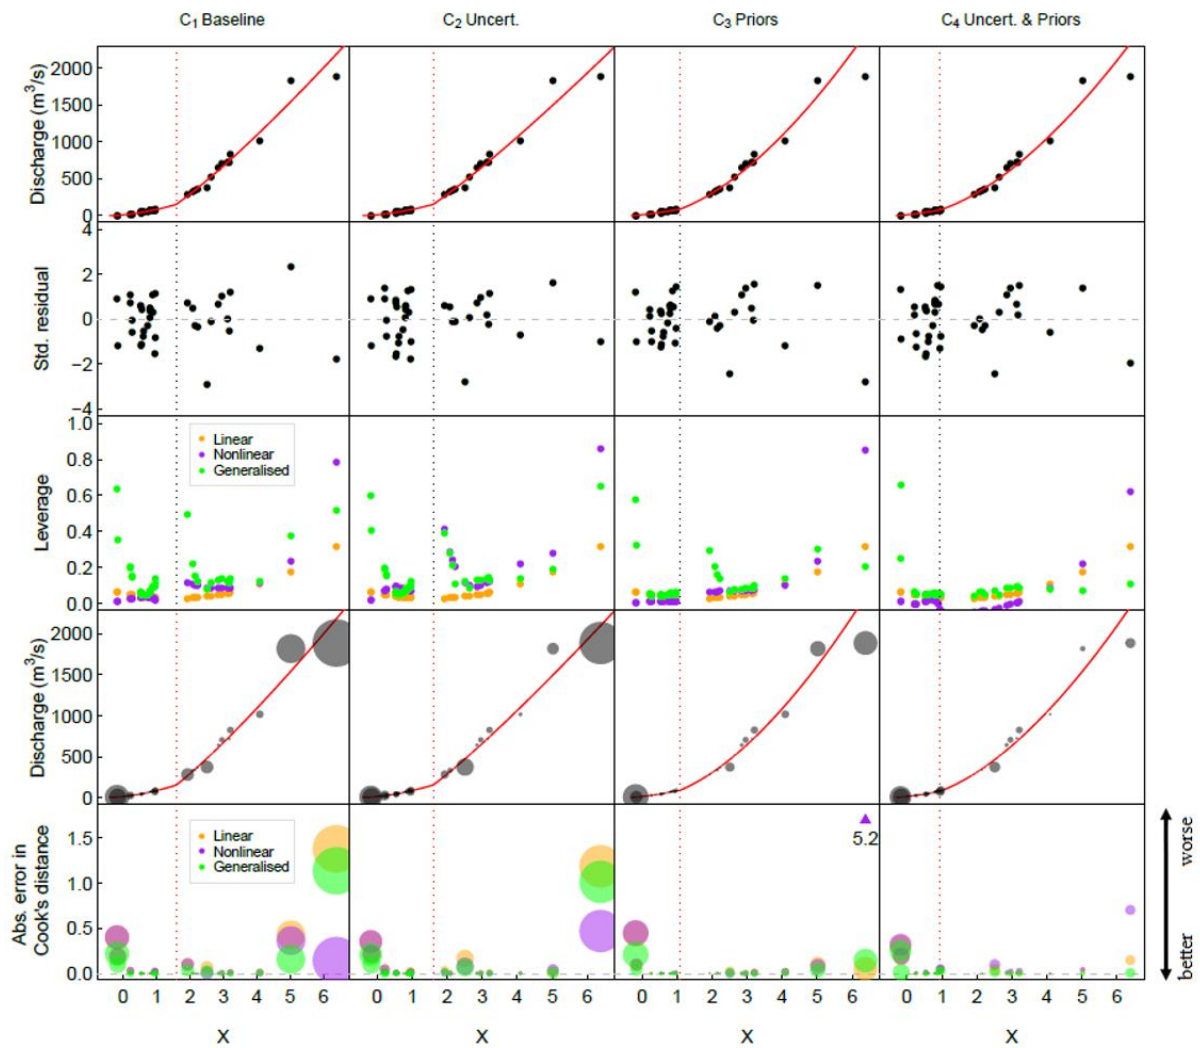 C1 Baseline
C2 Uncert.
C3 Priors
C4 Uncert. & Priors
Discharge (m³/s)
2000
1500
1000
500
0
Std. residual
4
2
0
−2
−4
Leverage
1.0
0.8
0.6
0.4
0.2
0.0
Linear
Nonlinear
Generalised
Discharge (m³/s)
2000
1500
1000
500
0
Abs. error in
Cook's distance
1.5
1.0
0.5
0.0
Linear
Nonlinear
Generalised
5.2
worse
better
0 1 2 3 4 5 6
0 1 2 3 4 5 6
0 1 2 3 4 5 6
0 1 2 3 4 5 6
X
X
X
X